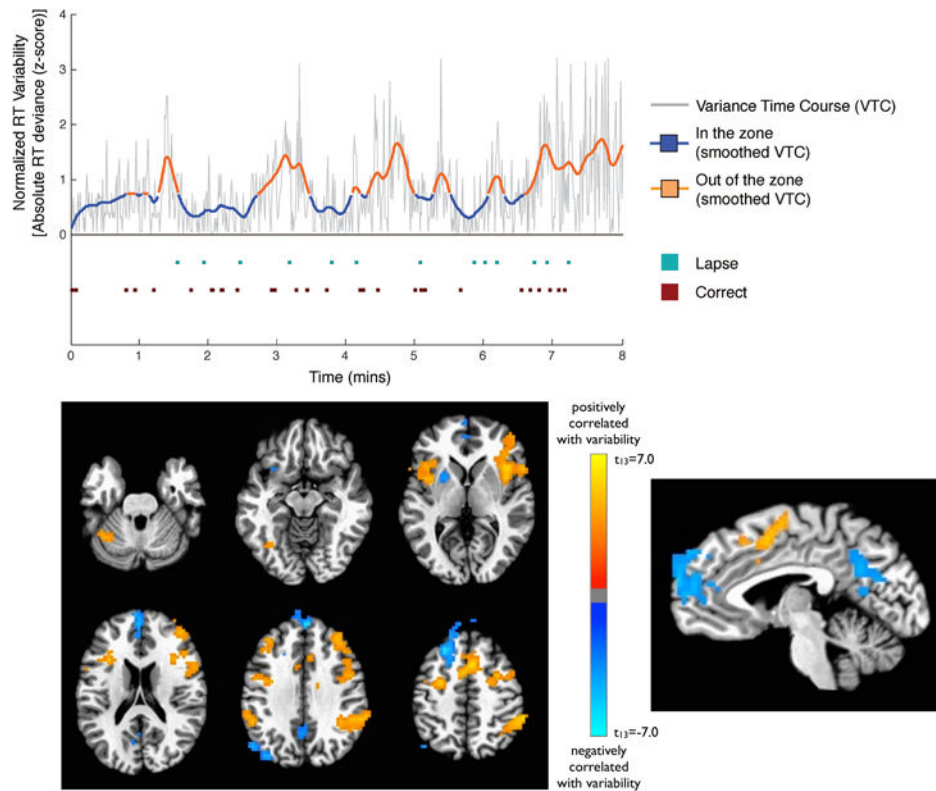 Normalized RT Variability
[Absolute RT deviance (z-score)]
4
3
2
1
0
0
1
2
3
4
5
6
7
8
Time (mins)
Variance Time Course (VTC)
In the zone
(smoothed VTC)
Out of the zone
(smoothed VTC)
Lapse
Correct
positively
correlated
with variability
t13=7.0
t13=-7.0
negatively
correlated
with variability